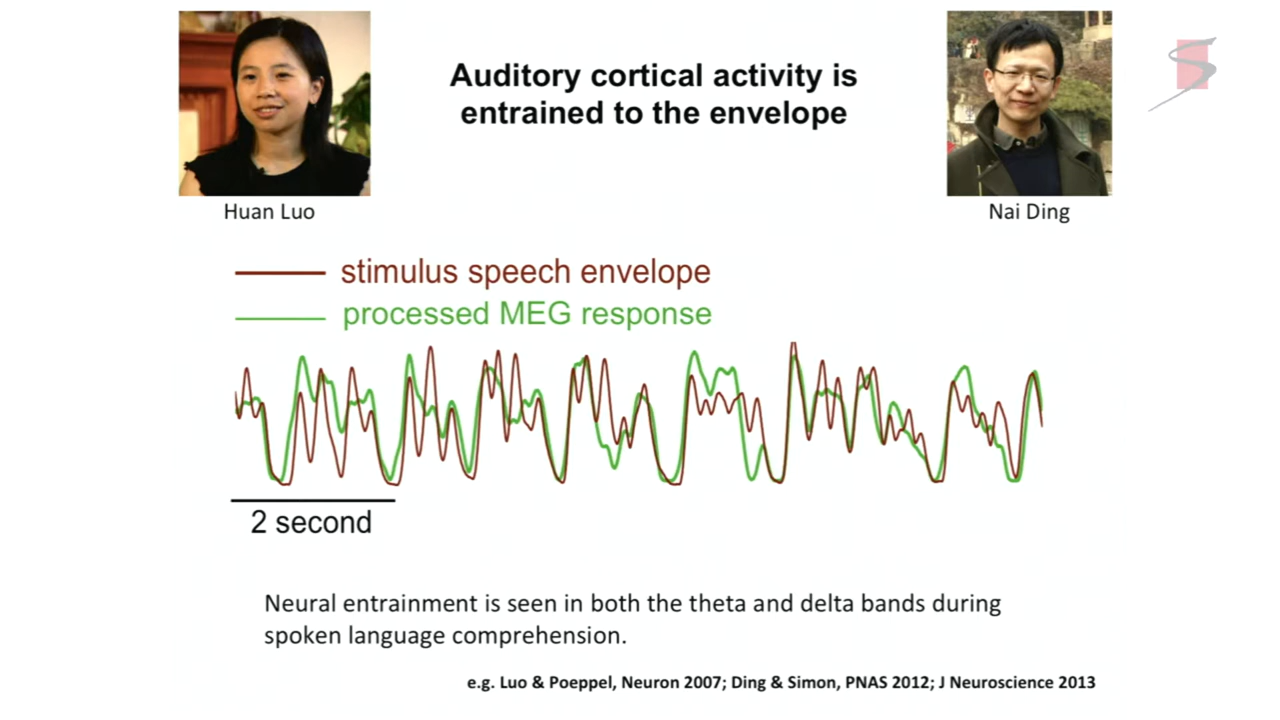 Auditory cortical activity is
entrained to the envelope
Huan Luo
Nai Ding
stimulus speech envelope
processed MEG response
2 second
Neural entrainment is seen in both the theta and delta bands during
spoken language comprehension.
e.g. Luo & Poeppel, Neuron 2007; Ding & Simon, PNAS 2012; J Neuroscience 2013